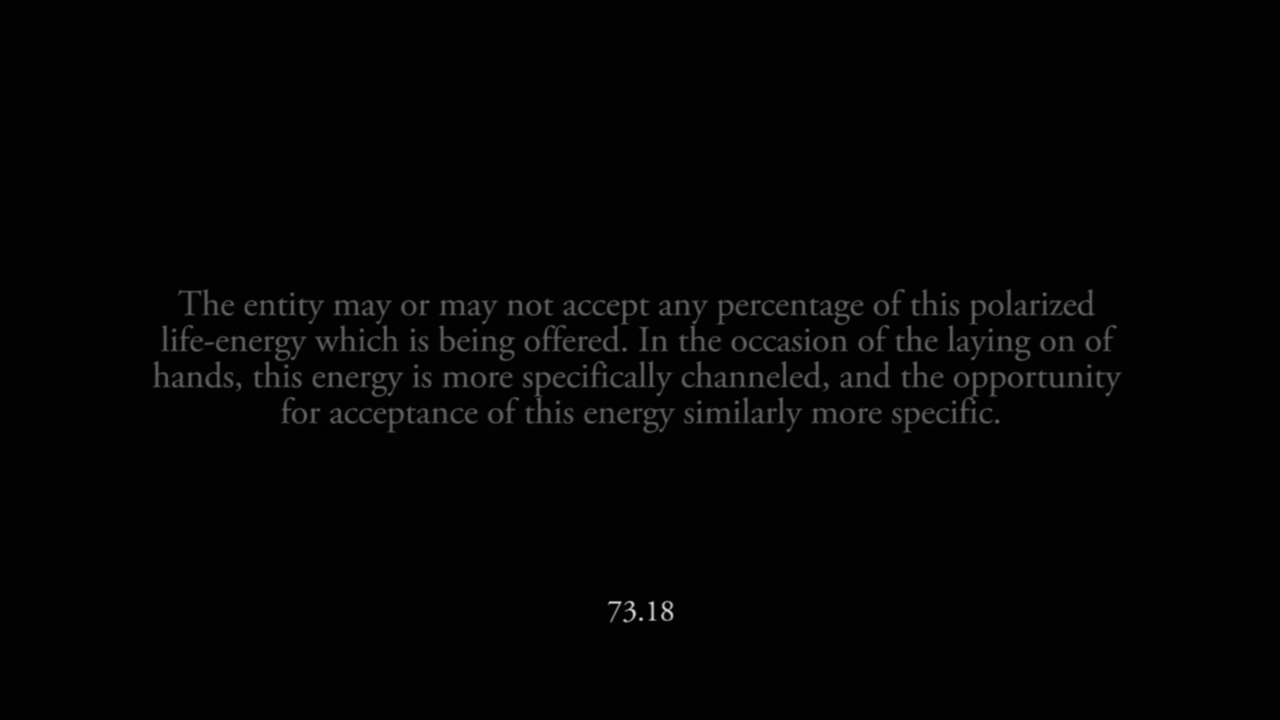 The entity may or may not accept any percentage of this polarized
life-energy which is being offered. In the occasion of the laying on of
hands, this energy is more specifically channeled, and the opportunity
for acceptance of this energy similarly more specific.
73.18